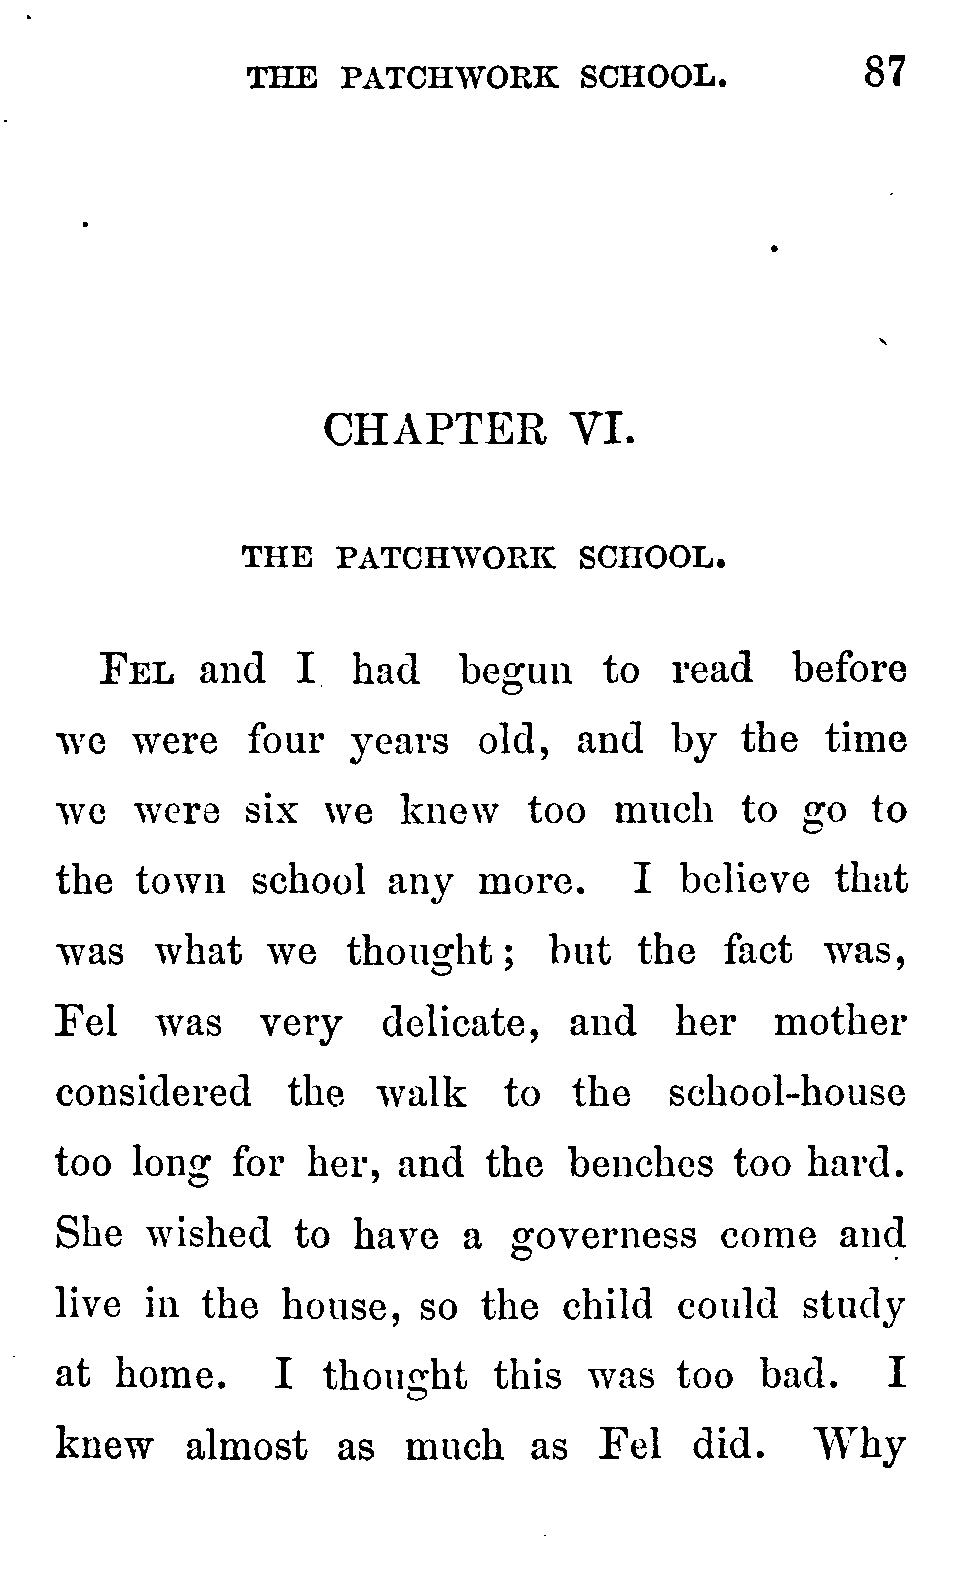 THE PATCHWORK SCHOOL. 87
CHAPTER VI.
THE PATCHWORK SCHOOL.
FEL and I had begun to read before
we were four years old, and by the time
we were six we knew too much to go to
the town school any more. I believe that
was what we thought; but the fact was,
Fel was very delicate, and her mother
considered the walk to the school-house
too long for her, and the benches too hard.
She wished to have a governess come and
live in the house, so the child could study
at home. I thought this was too bad. I
knew almost as much as Fel did. Why